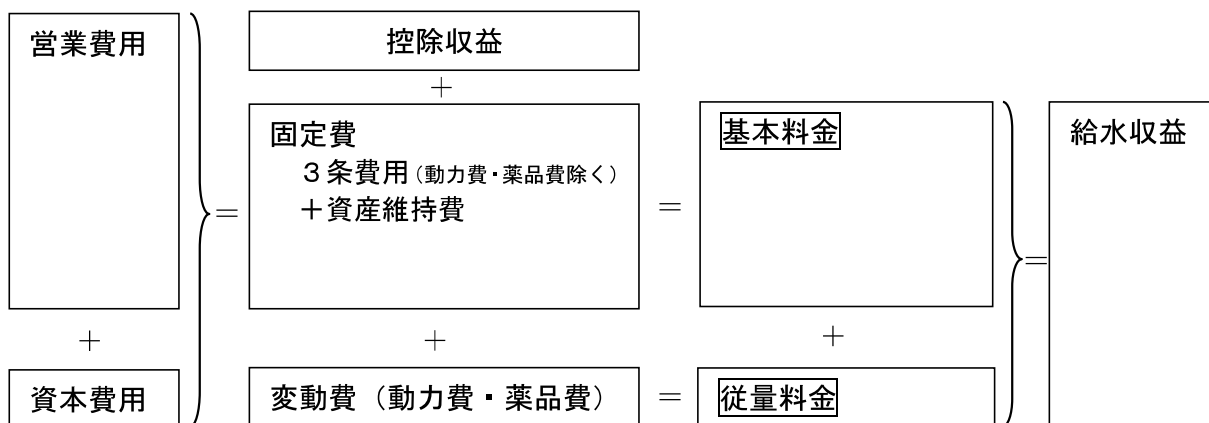 営業費用
控除収益
+
固定費
3条費用(動力費・薬品費除く)
+資産維持費
基本料金
給水収益
=
=
=
+
+
+
資本費用
変動費(動力費・薬品費)
=
従量料金